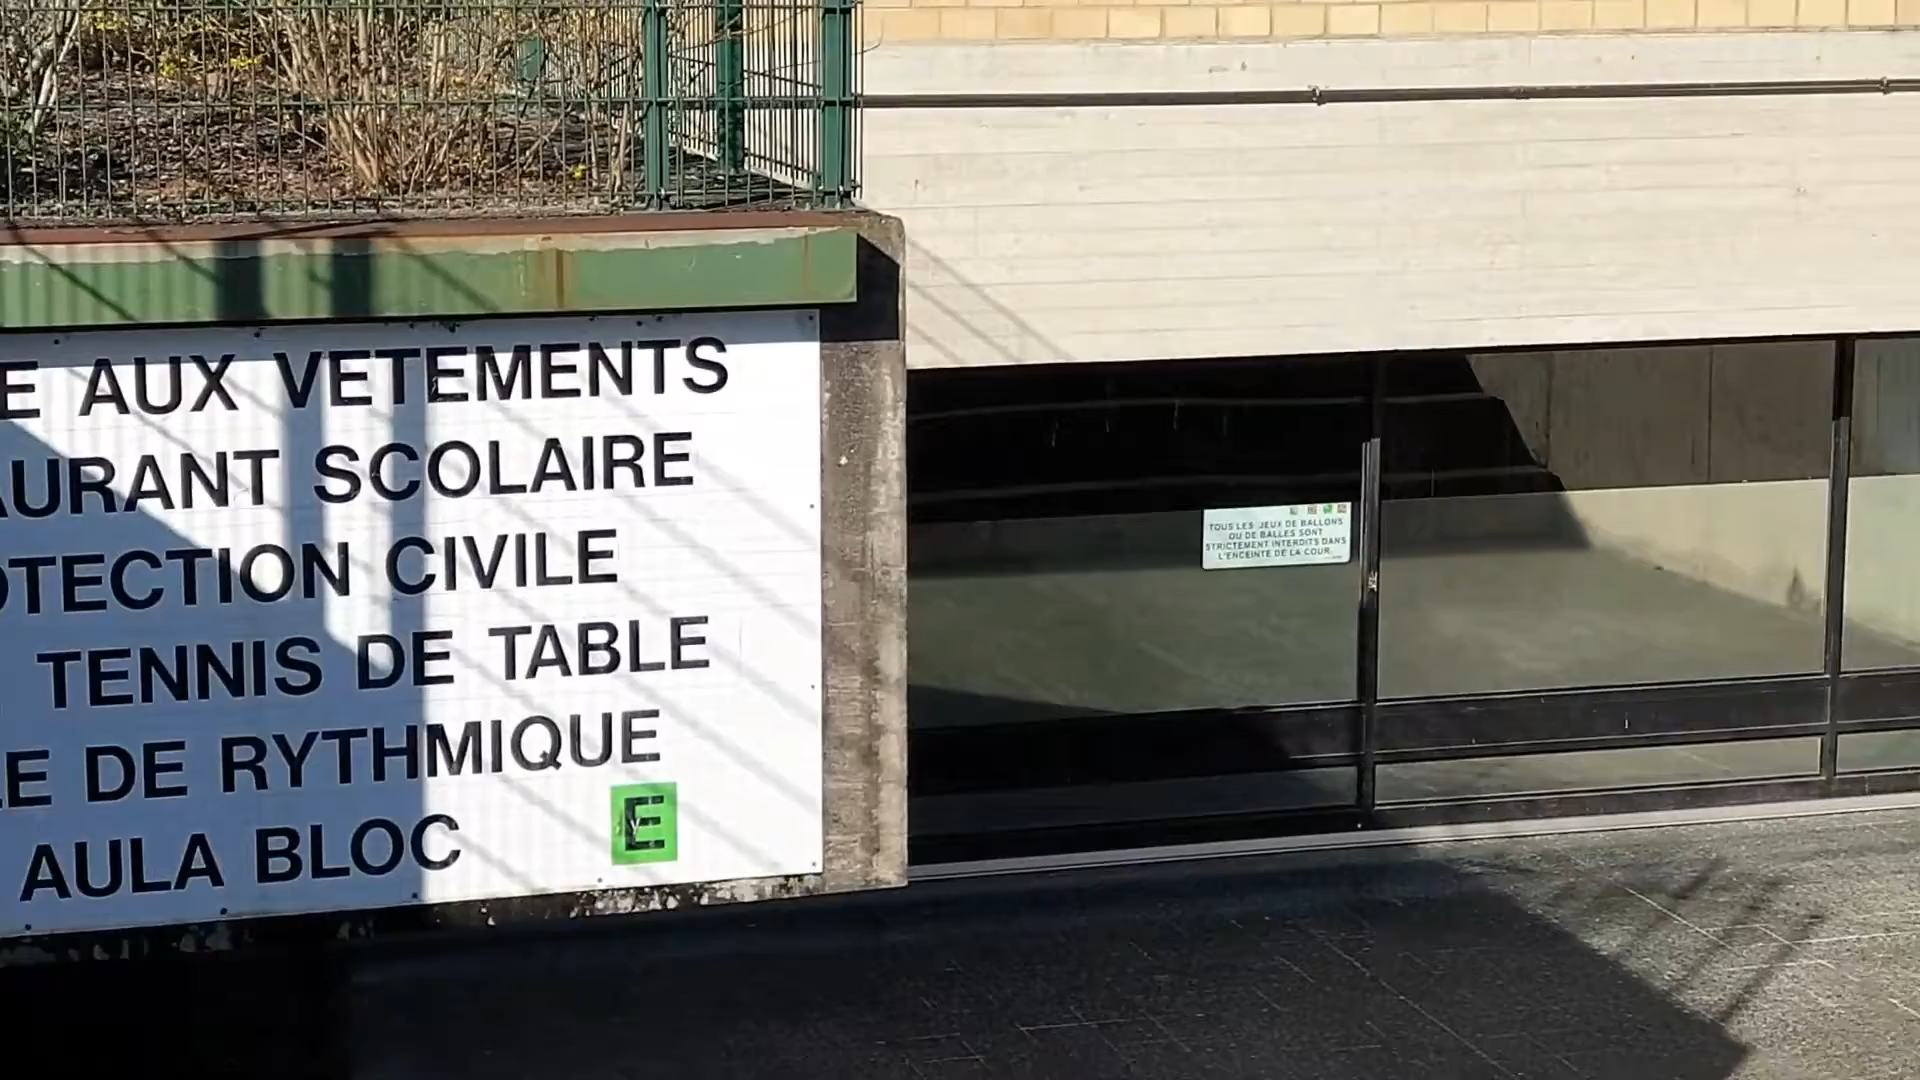 E AUX VETEMENTS
AURANT SCOLAIRE
OTECTION CIVILE
TENNIS DE TABLE
LE DE RYTHMIQUE
AULA BLOC
E
TOUS LES JEUX DE BALLONS
OU DE BALLES SONT
STRICTEMENT INTERDITS DANS
L'ENCEINTE DE LA COUR.